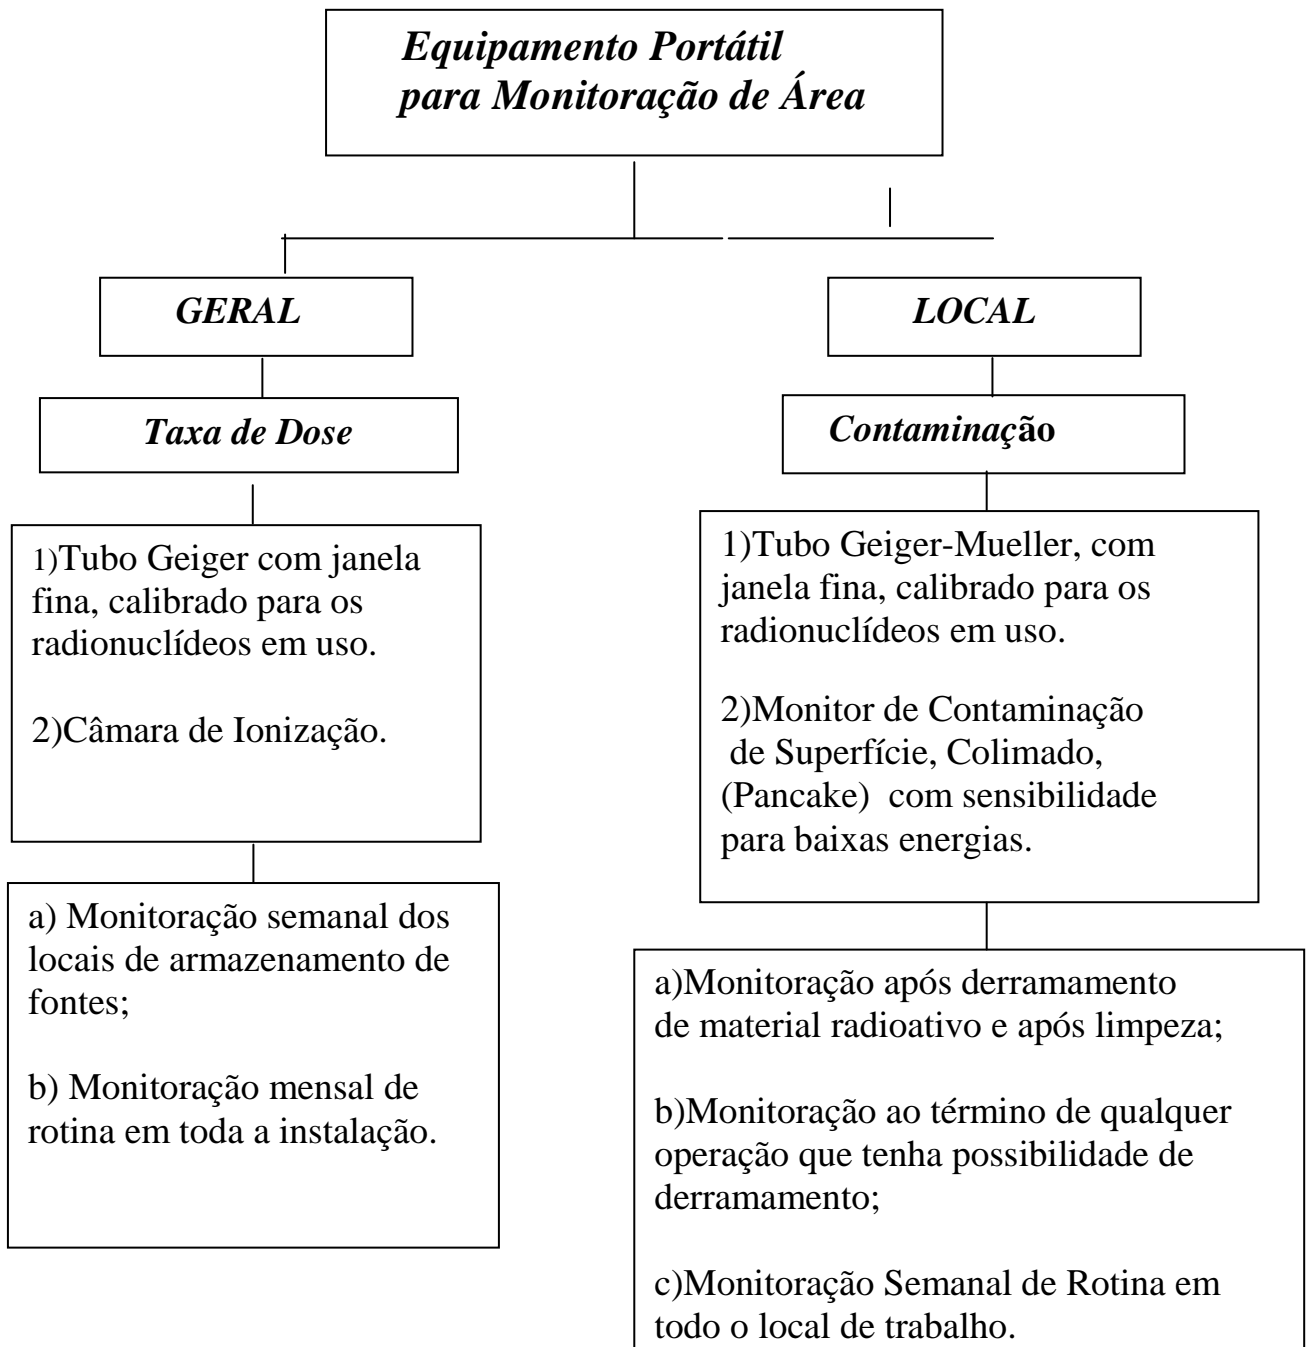 Equipamento Portátil
para Monitoração de Área
GERAL
Taxa de Dose
1)Tubo Geiger com janela
fina, calibrado para os
radionuclídeos em uso.
2)Câmara de Ionização.
a) Monitoração semanal dos
locais de armazenamento de
fontes;
b) Monitoração mensal de
rotina em toda a instalação.
LOCAL
Contaminação
1)Tubo Geiger-Mueller, com
janela fina, calibrado para os
radionuclídeos em uso.
2)Monitor de Contaminação
de Superfície, Colimado,
(Pancake) com sensibilidade
para baixas energias.
a)Monitoração após derramamento
de material radioativo e após limpeza;
b)Monitoração ao término de qualquer
operação que tenha possibilidade de
derramamento;
c)Monitoração Semanal de Rotina em
todo o local de trabalho.